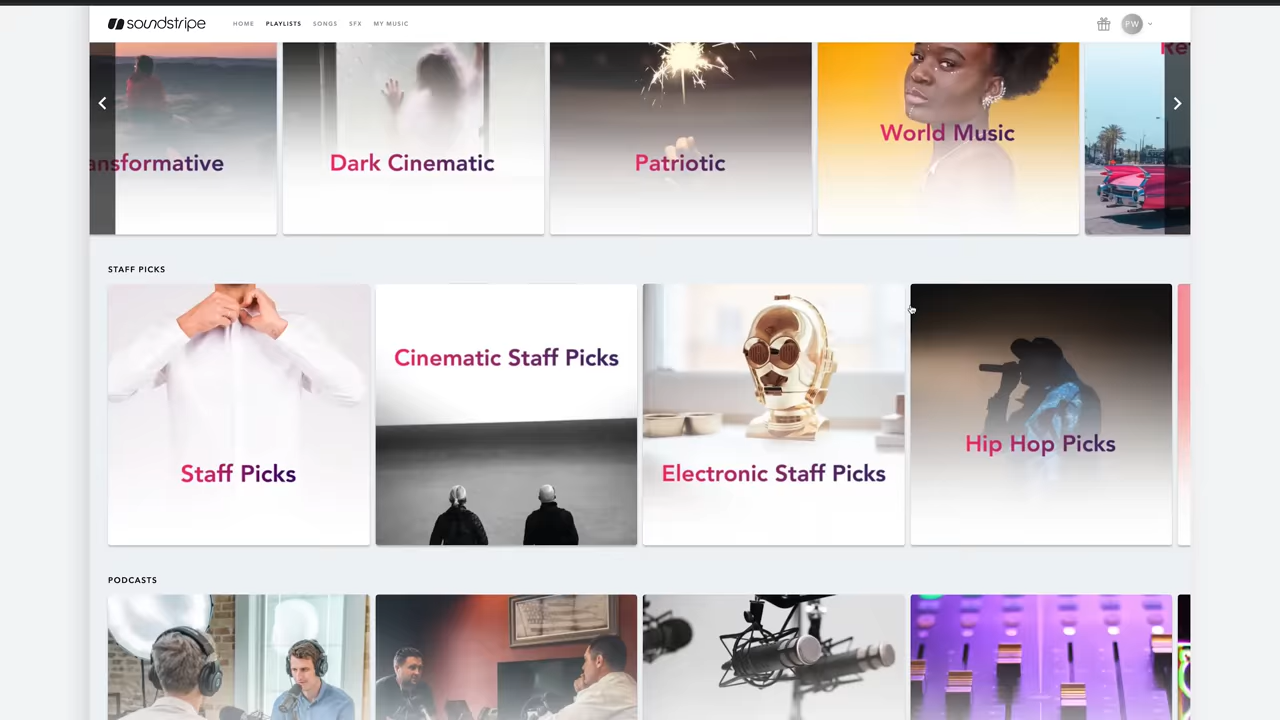 soundstripe
HOME PLAYLISTS SONGS SFX MY MUSIC
PW
Re
ansformative
Dark Cinematic
Patriotic
World Music
STAFF PICKS
Staff Picks
Cinematic Staff Picks
Electronic Staff Picks
Hip Hop Picks
PODCASTS